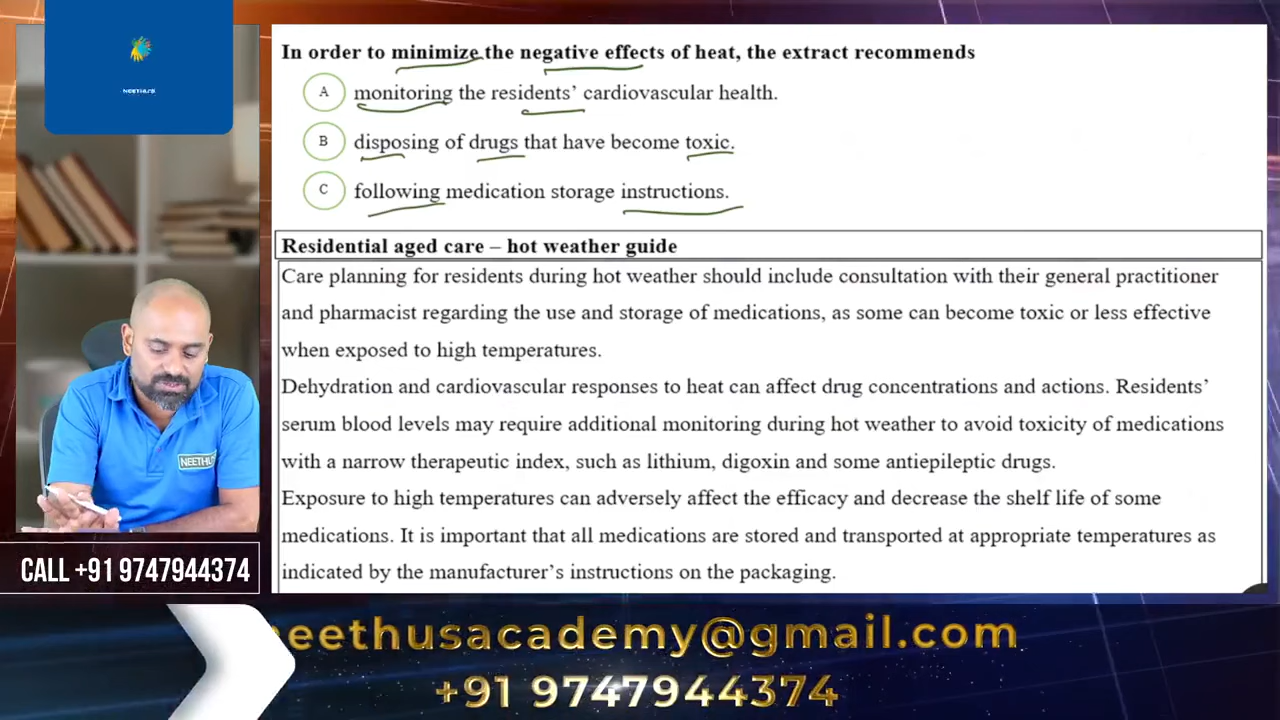 NEETHUS
In order to minimize the negative effects of heat, the extract recommends
A monitoring the residents' cardiovascular health.
B disposing of drugs that have become toxic.
C following medication storage instructions.
Residential aged care – hot weather guide
Care planning for residents during hot weather should include consultation with their general practitioner
and pharmacist regarding the use and storage of medications, as some can become toxic or less effective
when exposed to high temperatures.
Dehydration and cardiovascular responses to heat can affect drug concentrations and actions. Residents'
serum blood levels may require additional monitoring during hot weather to avoid toxicity of medications
with a narrow therapeutic index, such as lithium, digoxin and some antiepileptic drugs.
Exposure to high temperatures can adversely affect the efficacy and decrease the shelf life of some
medications. It is important that all medications are stored and transported at appropriate temperatures as
indicated by the manufacturer's instructions on the packaging.
NEETHUS
CALL +91 9747944374
neethusacademy@gmail.com
+91 9747944374